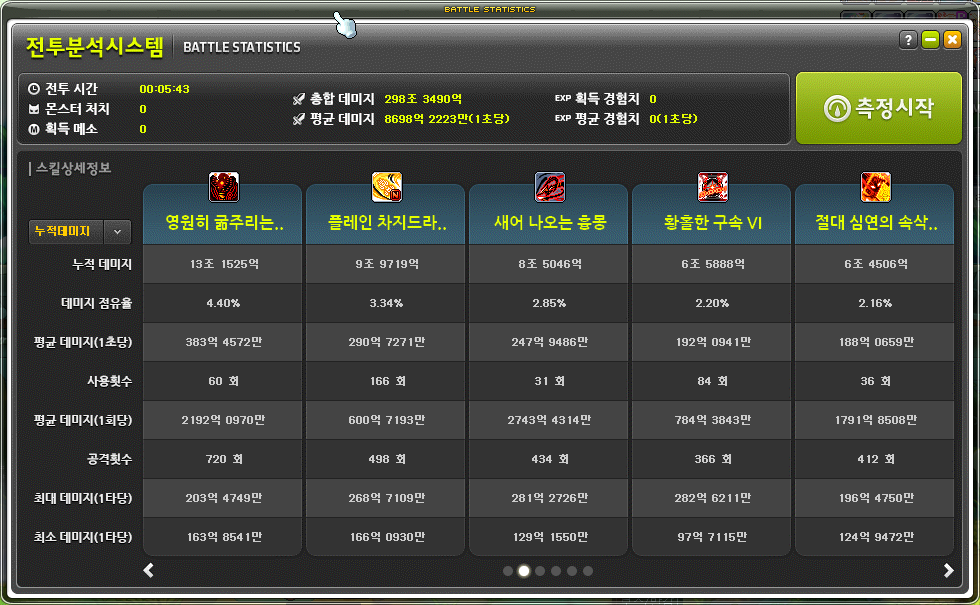 BATTLE STATISTICS
전투분석시스템 BATTLE STATISTICS
전투 시간 00:05:43
몬스터 처치 0
획득 메소 0
총합 데미지 298조 3490억
평균 데미지 8698억 2223만(1초당)
EXP 획득 경험치 0
EXP 평균 경험치 0(1초당)
측정시작
스킬상세정보
누적데미지
영원히 굶주리는.. 플레인 차지드라.. 새어 나오는 흉몽 황홀한 구속 VI 절대 심연의 속삭..
누적 데미지 13조 1525억 9조 9719억 8조 5046억 6조 5888억 6조 4506억
데미지 점유율 4.40% 3.34% 2.85% 2.20% 2.16%
평균 데미지(1초당) 383억 4572만 290억 7271만 247억 9486만 192억 0941만 188억 0659만
사용횟수 60 회 166 회 31 회 84 회 36 회
평균 데미지(1회당) 2192억 0970만 600억 7193만 2743억 4314만 784억 3843만 1791억 8508만
공격횟수 720 회 498 회 434 회 366 회 412 회
최대 데미지(1타당) 203억 4749만 268억 7109만 281억 2726만 282억 6211만 196억 4750만
최소 데미지(1타당) 163억 8541만 166억 0930만 129억 1550만 97억 7115만 124억 9472만